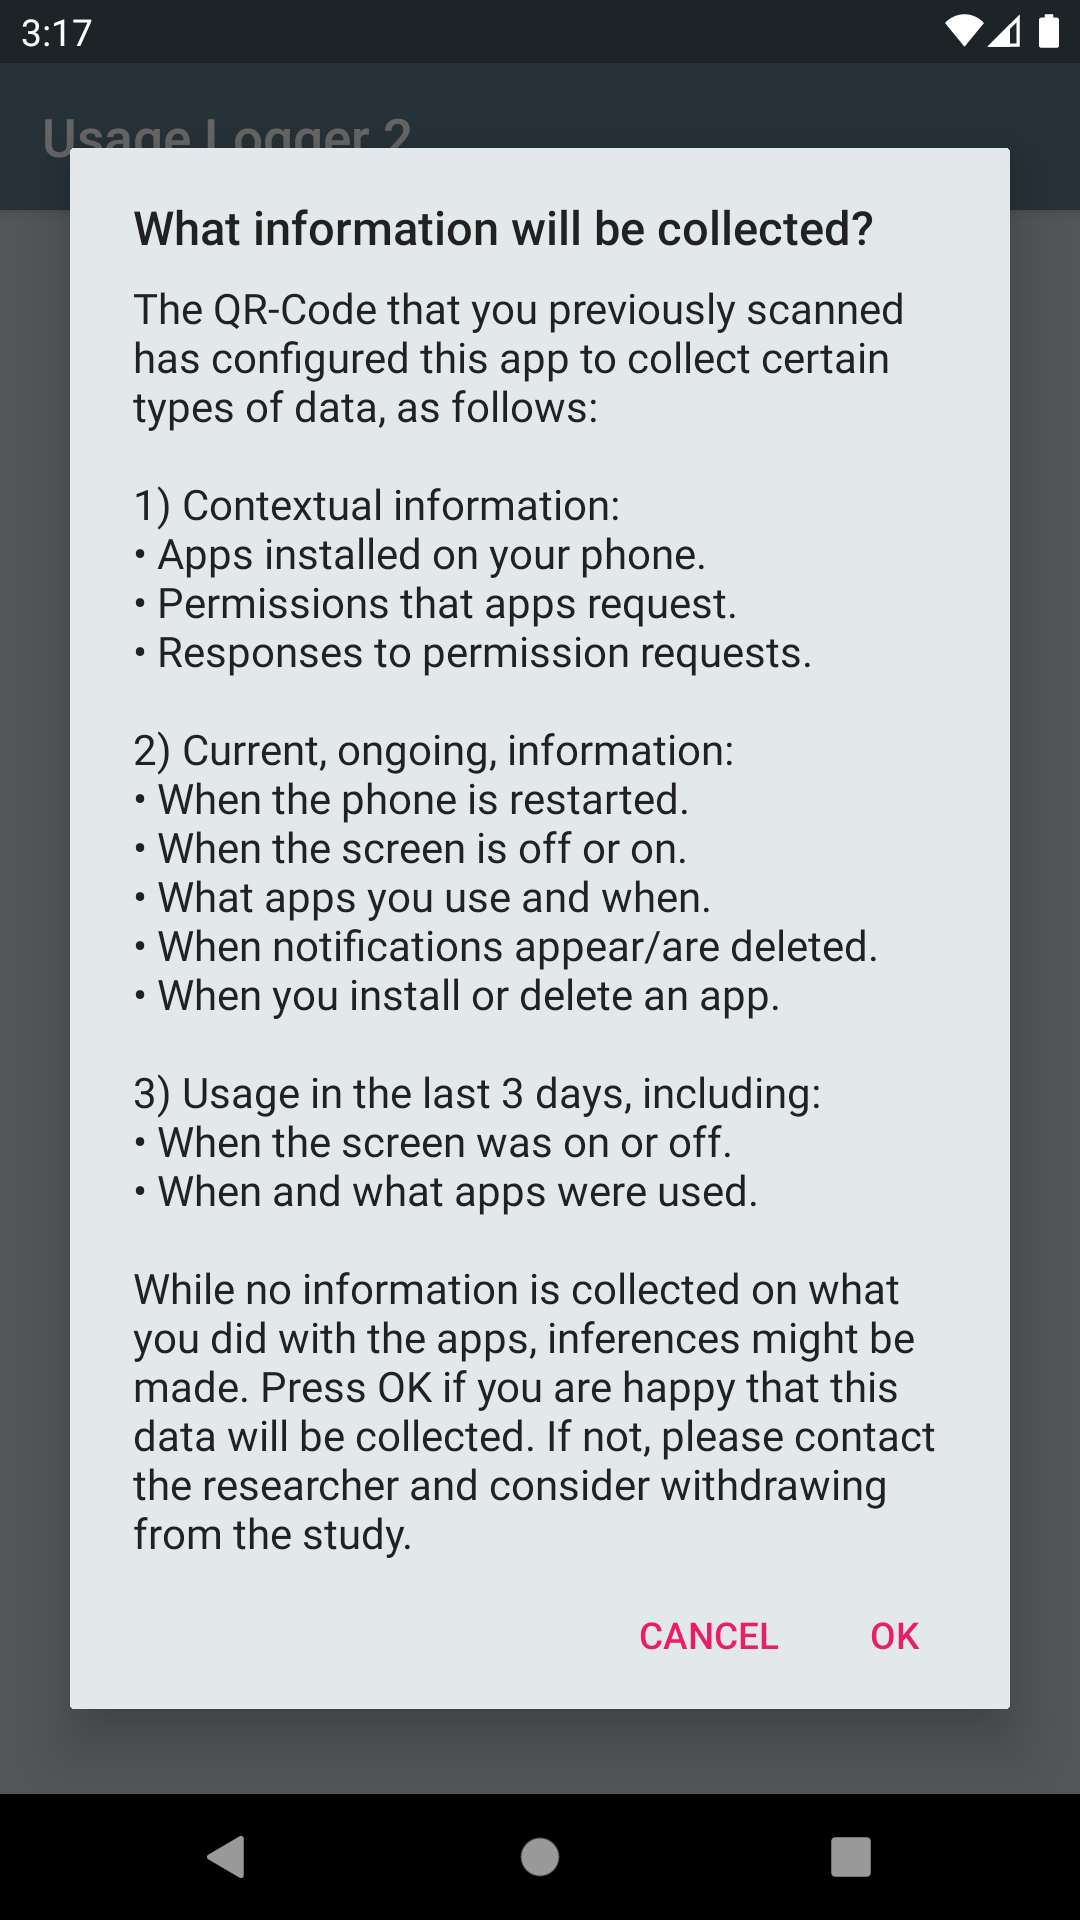 3:17
Usage Logger 2
What information will be collected?
The QR-Code that you previously scanned
has configured this app to collect certain
types of data, as follows:
1) Contextual information:
• Apps installed on your phone.
• Permissions that apps request.
• Responses to permission requests.
2) Current, ongoing, information:
• When the phone is restarted.
• When the screen is off or on.
• What apps you use and when.
• When notifications appear/are deleted.
• When you install or delete an app.
3) Usage in the last 3 days, including:
• When the screen was on or off.
• When and what apps were used.
While no information is collected on what
you did with the apps, inferences might be
made. Press OK if you are happy that this
data will be collected. If not, please contact
the researcher and consider withdrawing
from the study.
CANCEL OK